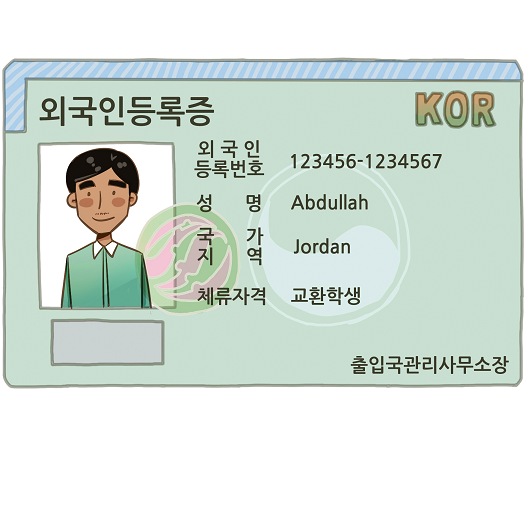 외국인등록증 KOR
외 국 인
등록번호 123456-1234567
성 명 Abdullah
국 가
지 역 Jordan
체류자격 교환학생
출입국관리사무소장